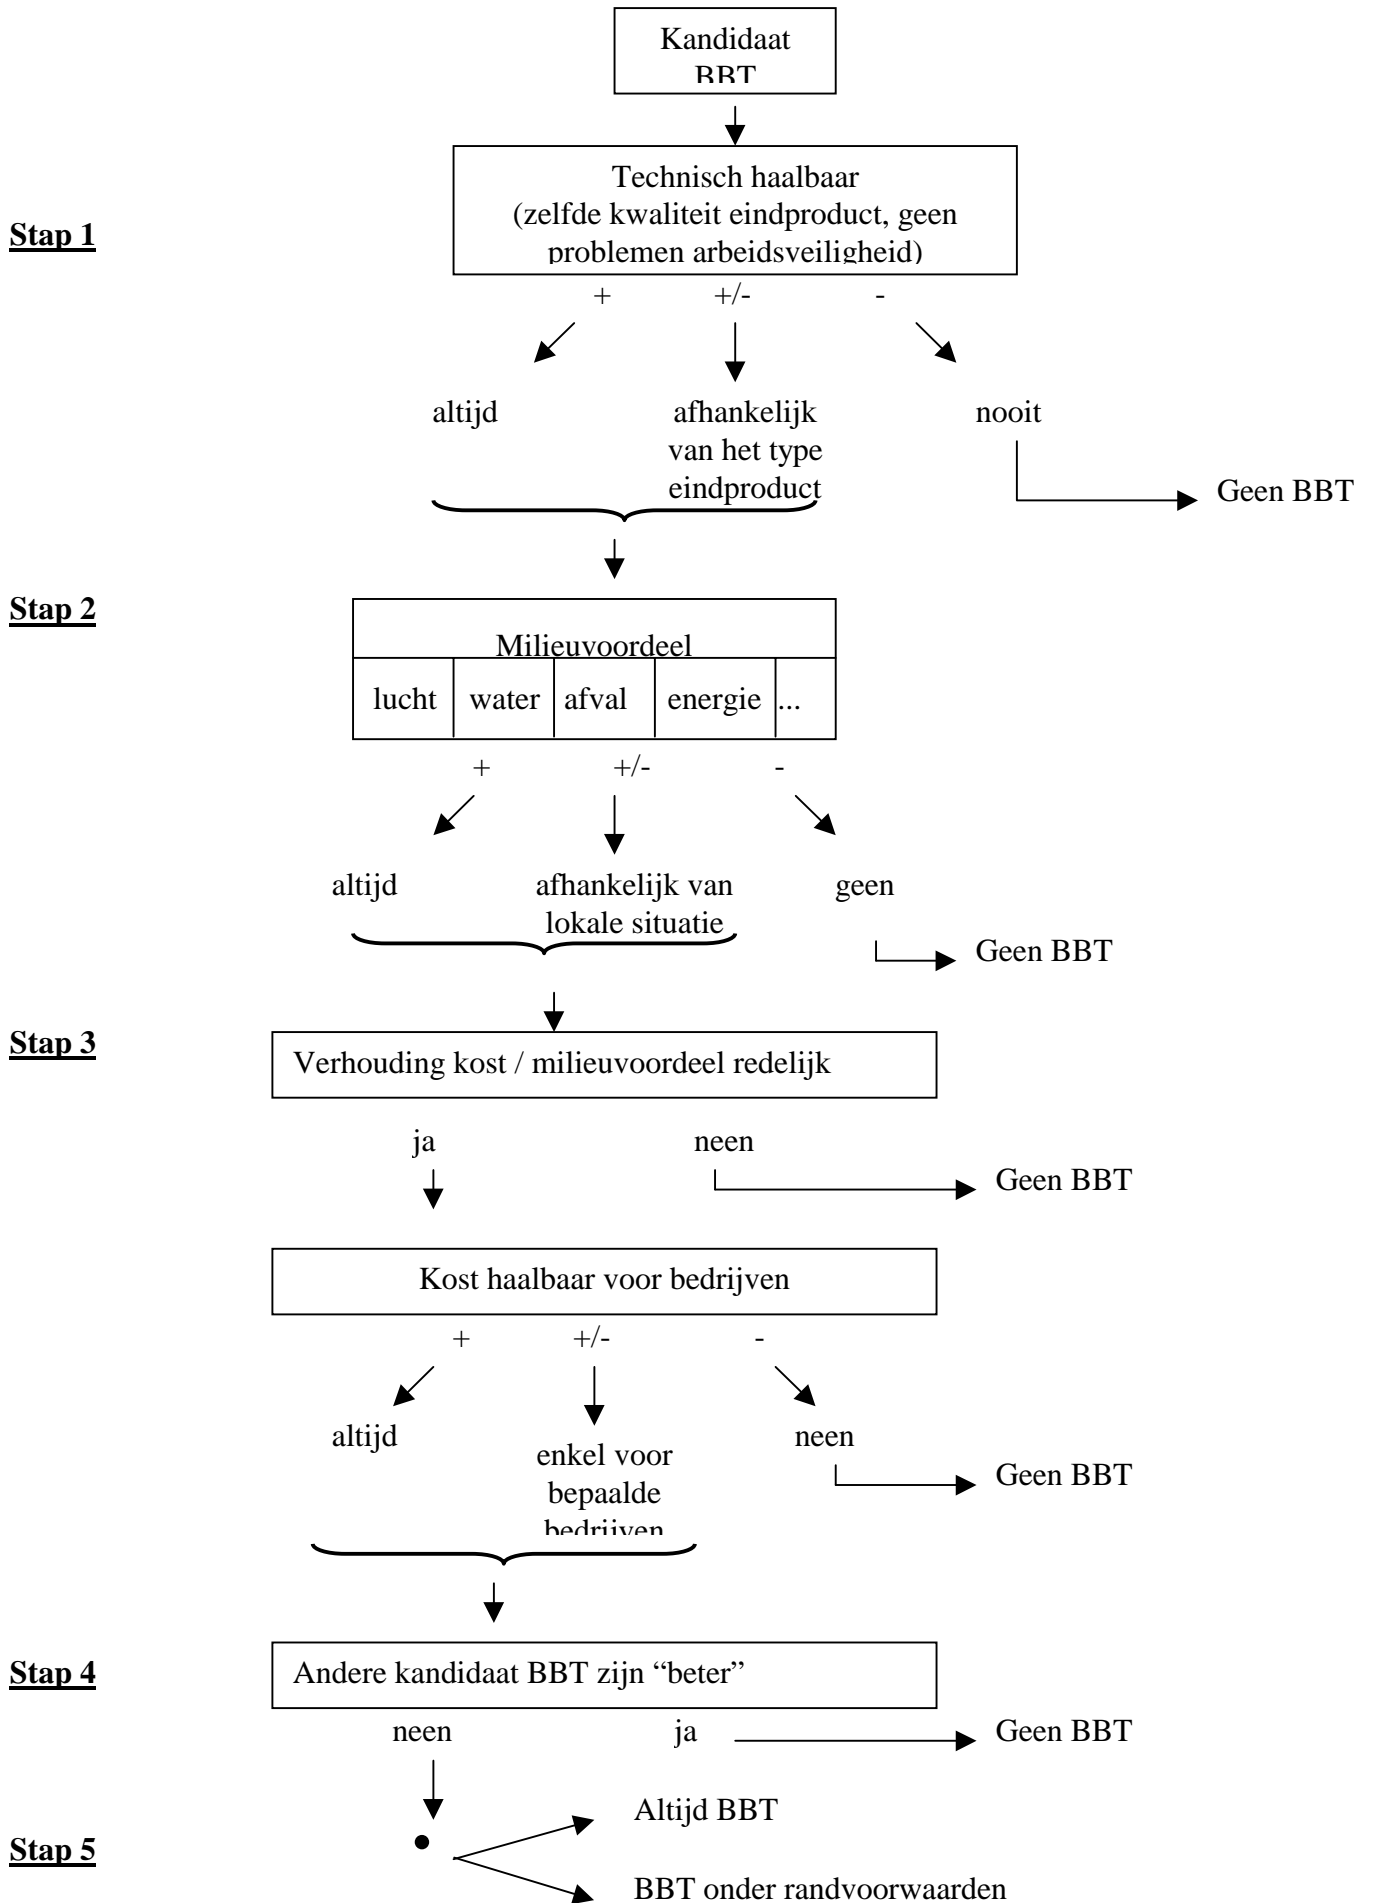 Kandidaat
BBT
Technisch haalbaar
(zelfde kwaliteit eindproduct, geen
problemen arbeidsveiligheid)
Stap 1
+ +/- -
altijd afhankelijk nooit
van het type
eindproduct
Geen BBT
Stap 2
Milieuvoordeel
lucht water afval energie ...
+ +/- -
altijd afhankelijk van geen
lokale situatie
Geen BBT
Stap 3
Verhouding kost / milieuvoordeel redelijk
ja neen
Geen BBT
Kost haalbaar voor bedrijven
+ +/- -
altijd enkel voor neen
bepaalde
bedrijven
Geen BBT
Stap 4
Andere kandidaat BBT zijn “beter”
neen ja Geen BBT
Altijd BBT
Stap 5
BBT onder randvoorwaarden